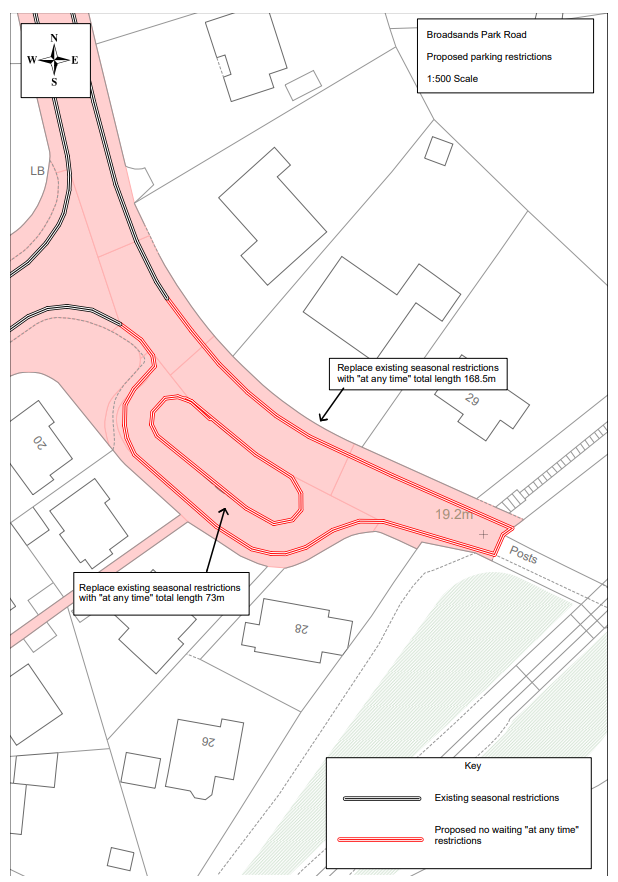 N
W E
S
Broadsands Park Road
Proposed parking restrictions
1:500 Scale
LB
Replace existing seasonal restrictions
with "at any time" total length 168.5m
29
20
19.2m
Posts
Replace existing seasonal restrictions
with "at any time" total length 73m
28
26
Key
Existing seasonal restrictions
Proposed no waiting "at any time"
restrictions